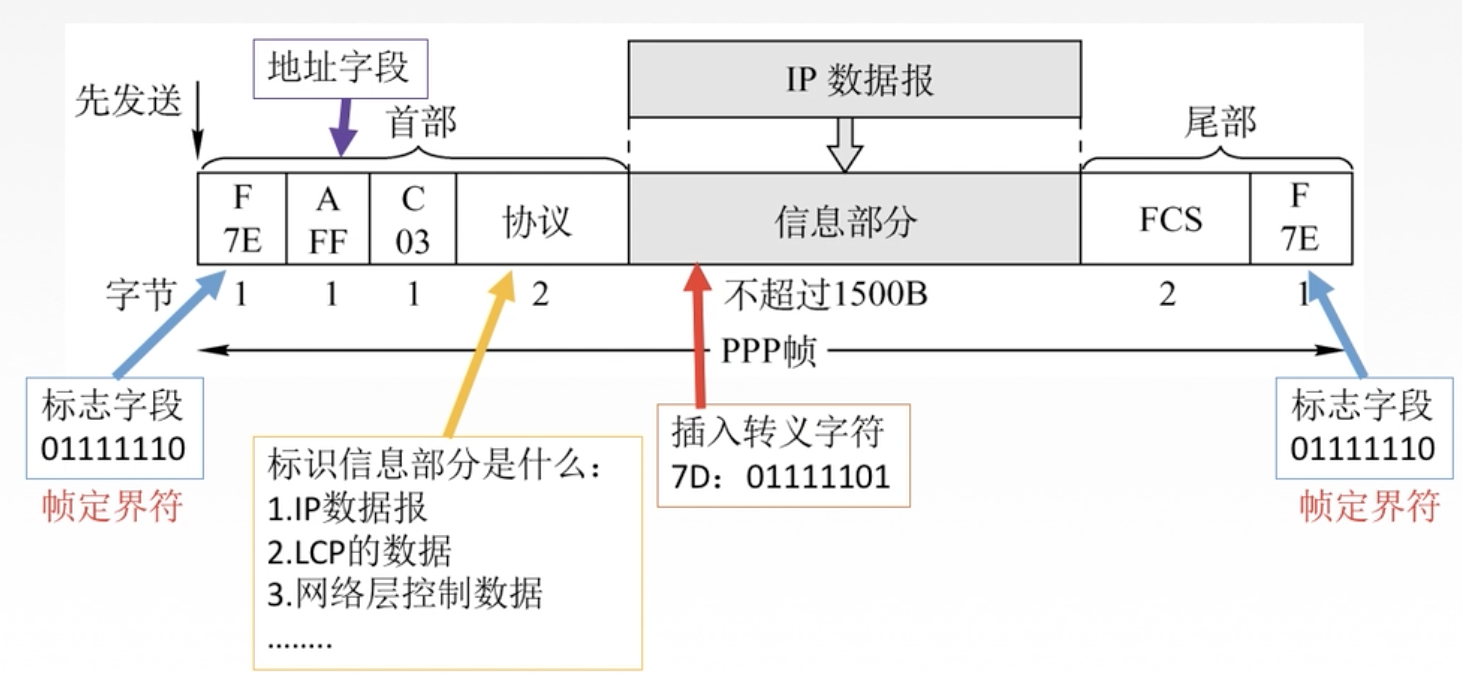 地址字段
IP 数据报
先发送
首部
尾部
F
7E
A
FF
C
03
协议
信息部分
FCS
F
7E
字节
1
1
1
2
不超过1500B
2
1
PPP帧
标志字段
01111110
帧定界符
标识信息部分是什么：
1.IP数据报
2.LCP的数据
3.网络层控制数据
........
插入转义字符
7D：01111101
标志字段
01111110
帧定界符